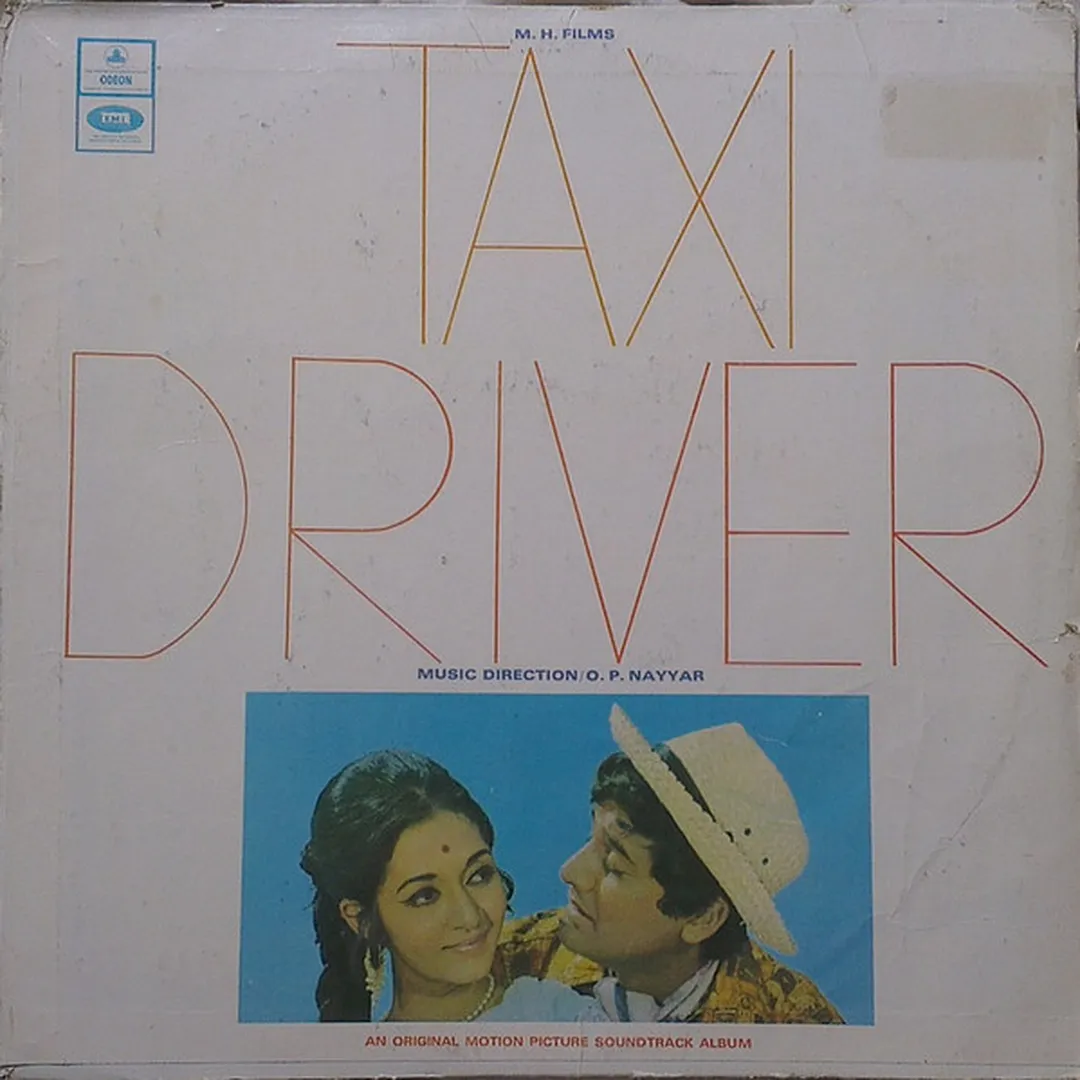 M. H. FILMS
ODEON
EMI
TAXI
DRIVER
MUSIC DIRECTION/O. P. NAYYAR
AN ORIGINAL MOTION PICTURE SOUNDTRACK ALBUM